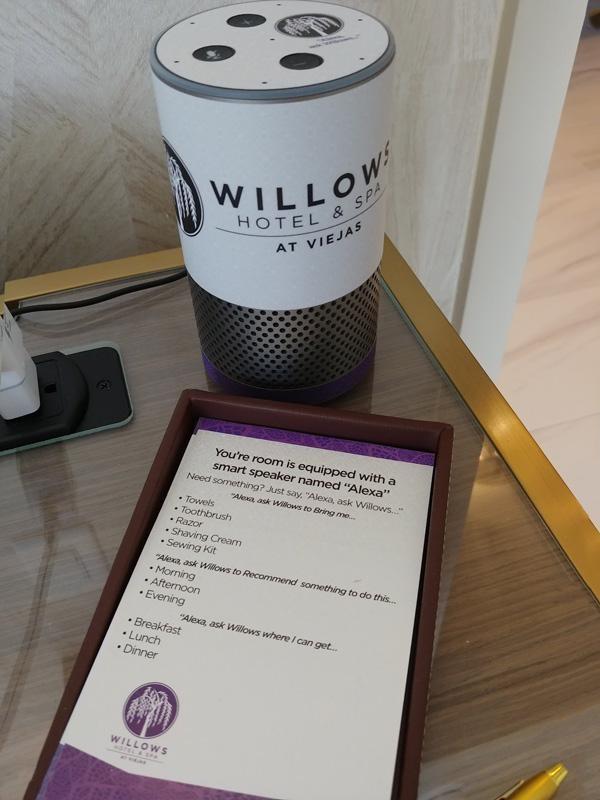 WILLOWS
HOTEL & SPA
AT VIEJAS
You're room is equipped with a
smart speaker named "Alexa"
Need something? Just say, "Alexa, ask Willows..."
"Alexa, ask Willows to Bring me...
• Towels
• Toothbrush
• Razor
• Shaving Cream
• Sewing Kit
"Alexa, ask Willows to Recommend something to do this...
• Morning
• Afternoon
• Evening
"Alexa, ask Willows where I can get...
• Breakfast
• Lunch
• Dinner
WILLOWS
HOTEL & SPA
AT VIEJAS